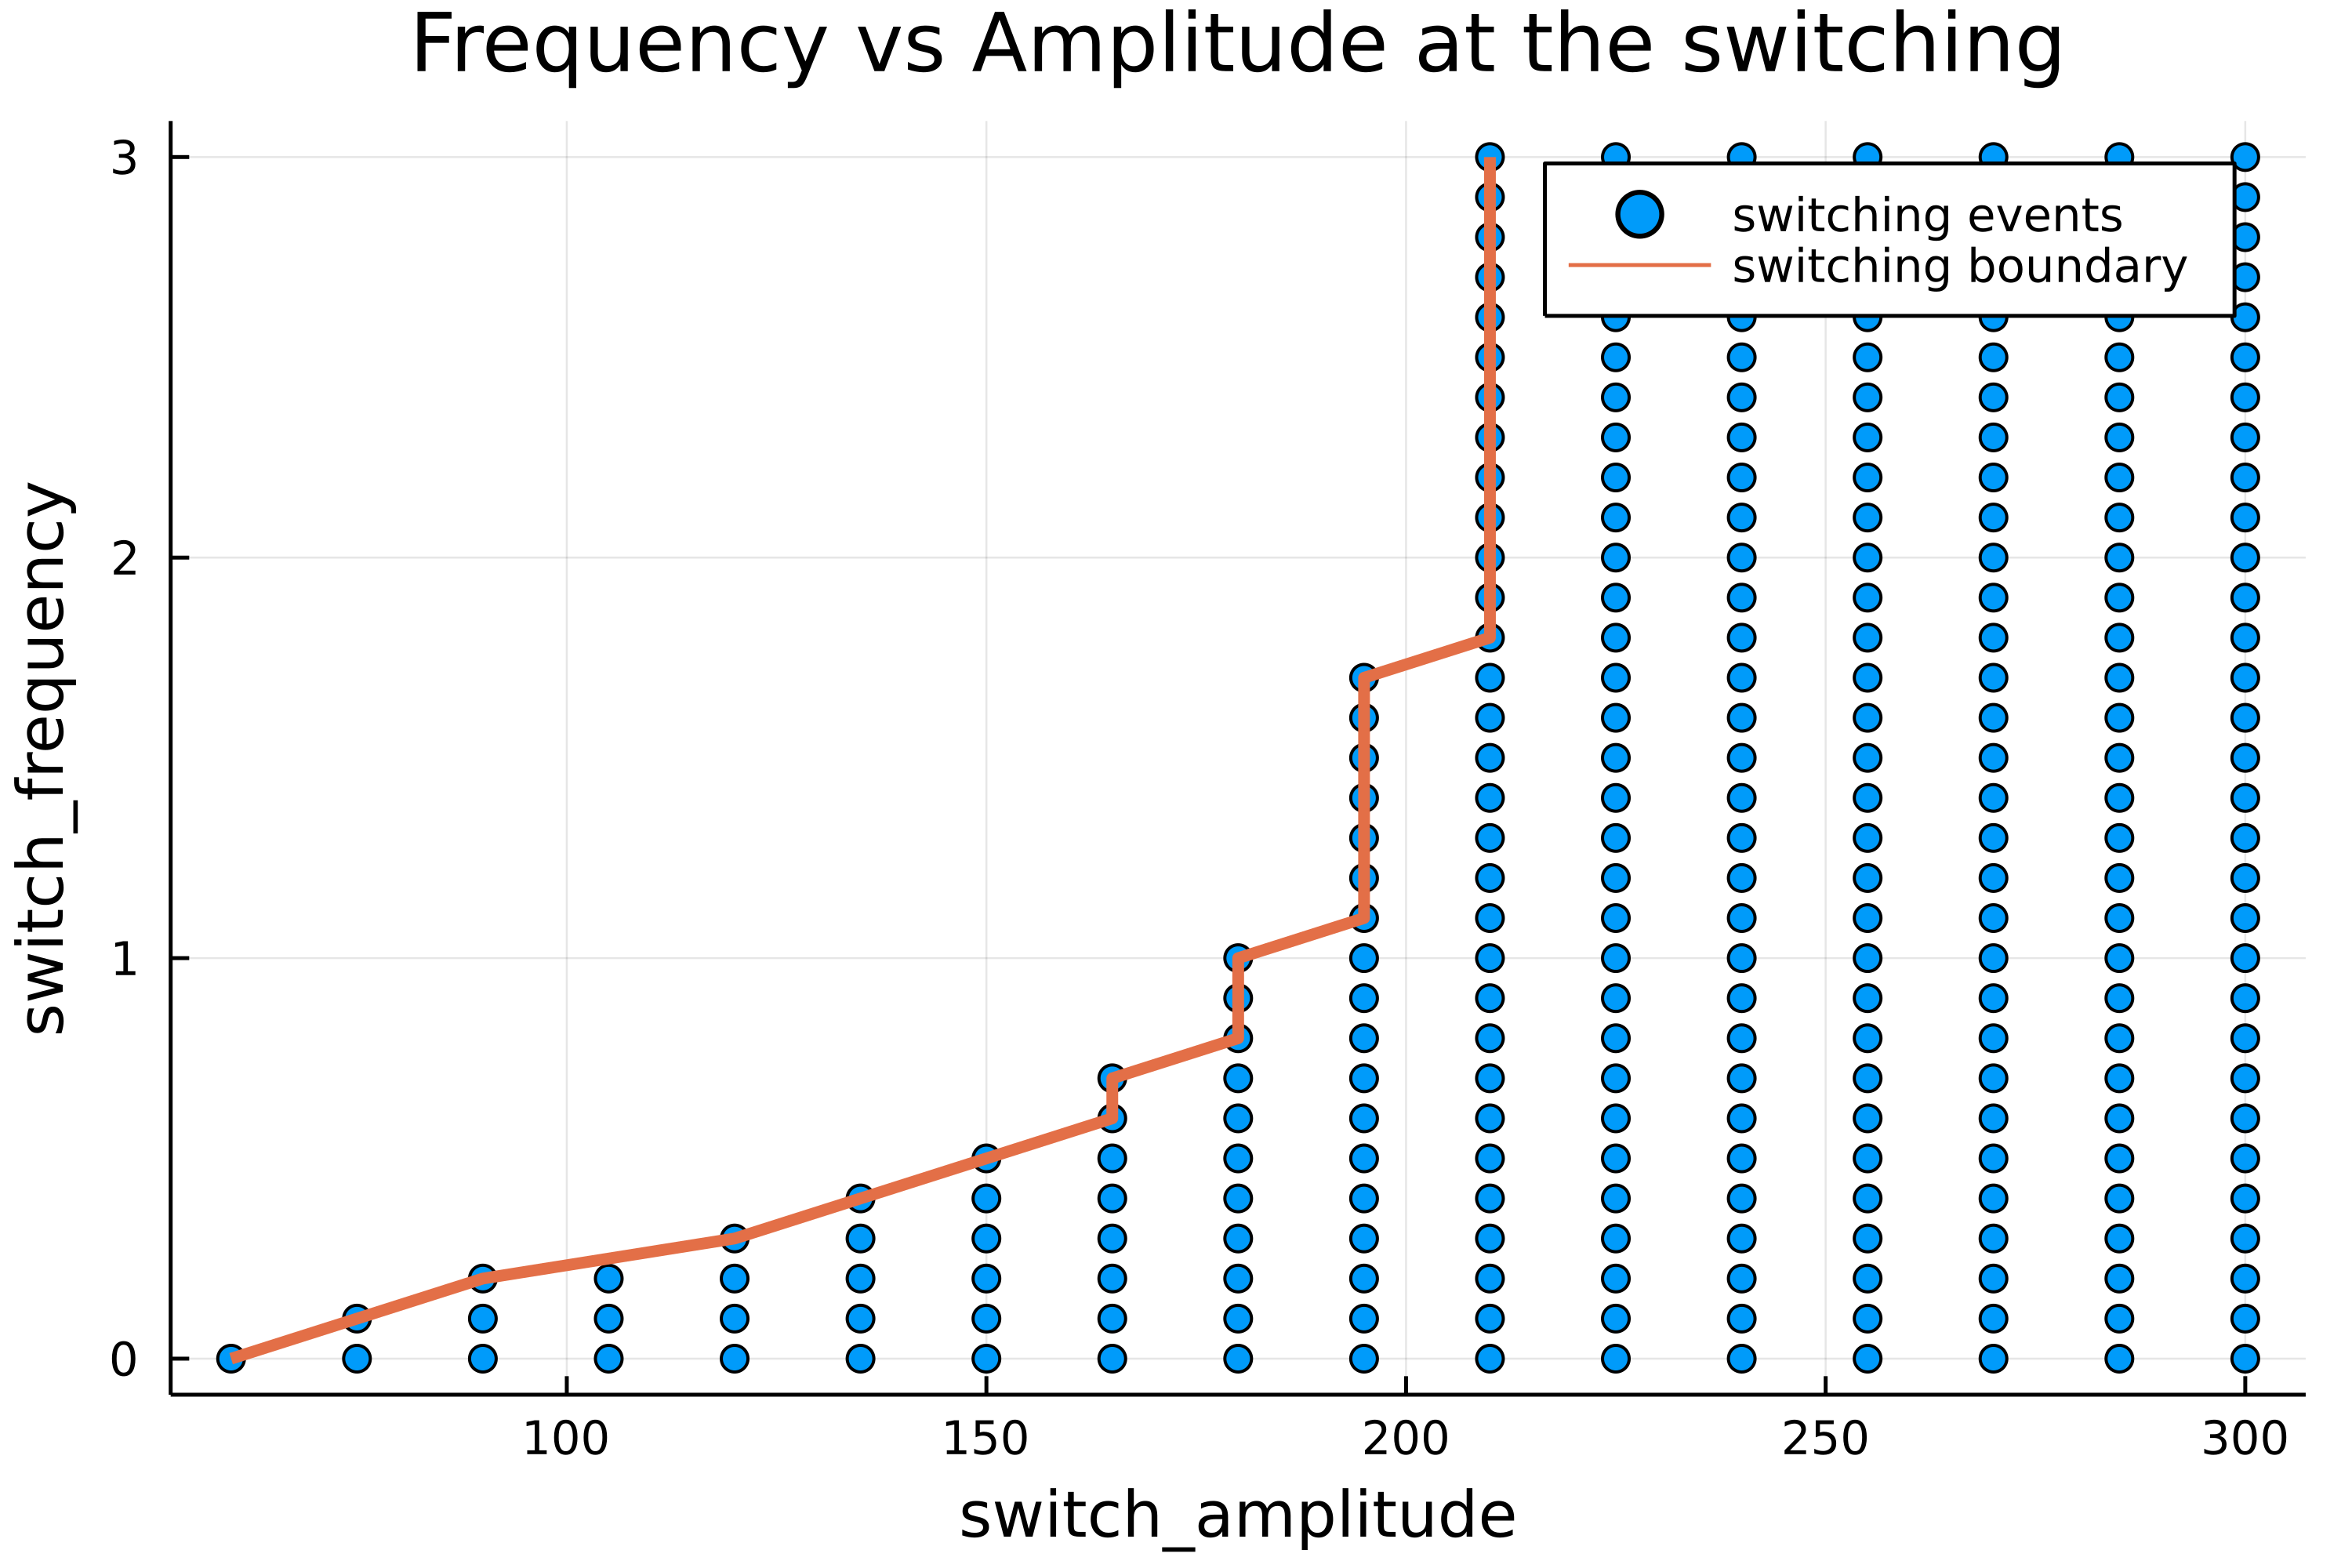 Frequency vs Amplitude at the switching
switching events
switching boundary
switch_frequency
3
2
1
0
100 150 200 250 300
switch_amplitude